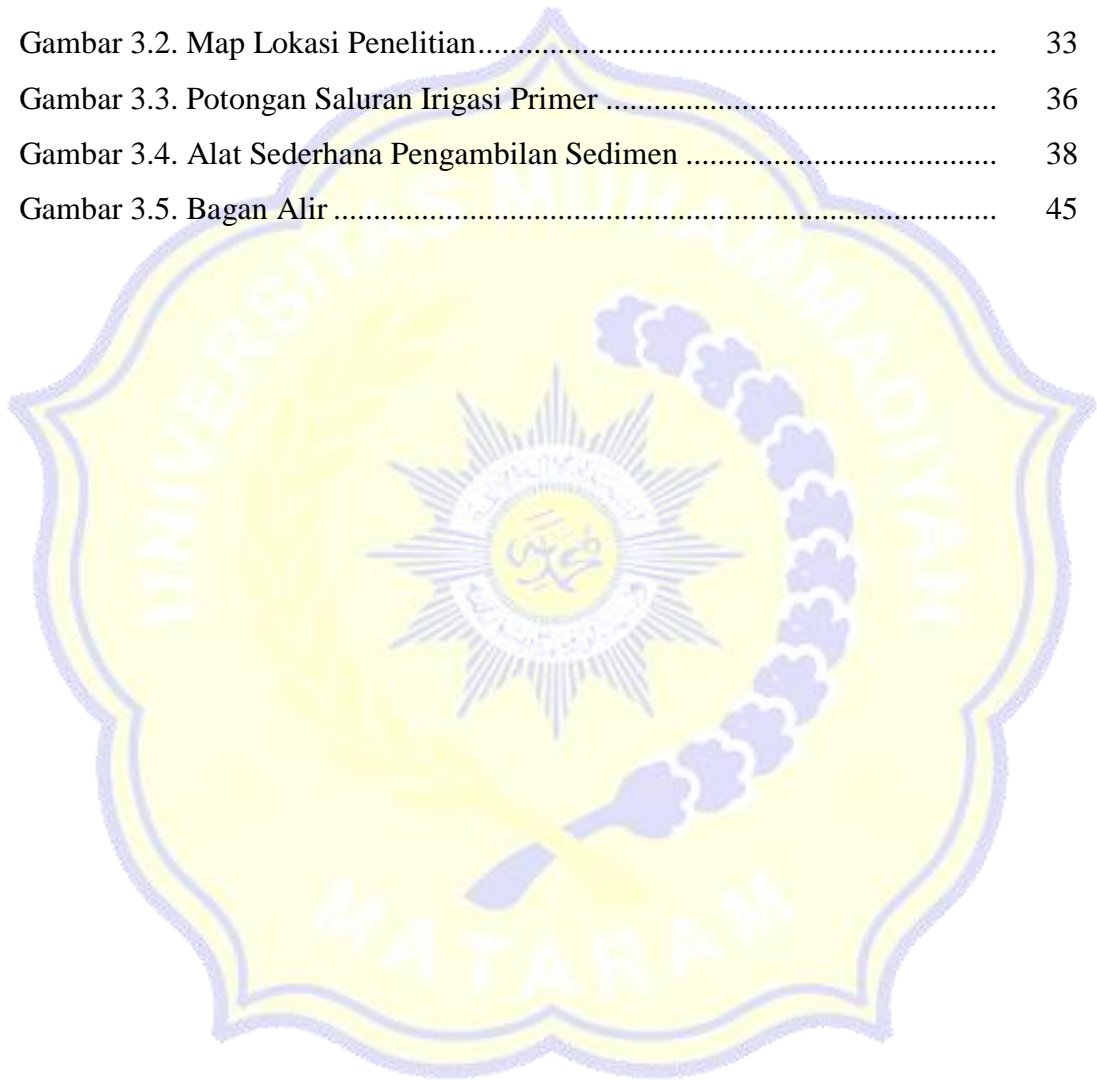 Gambar 3.2. Map Lokasi Penelitian.......................................................................... 33
Gambar 3.3. Potongan Saluran Irigasi Primer ........................................................ 36
Gambar 3.4. Alat Sederhana Pengambilan Sedimen ............................................. 38
Gambar 3.5. Bagan Alir .......................................................................................... 45
UNIVERSITAS MUHAMMADIYAH
MATARAM